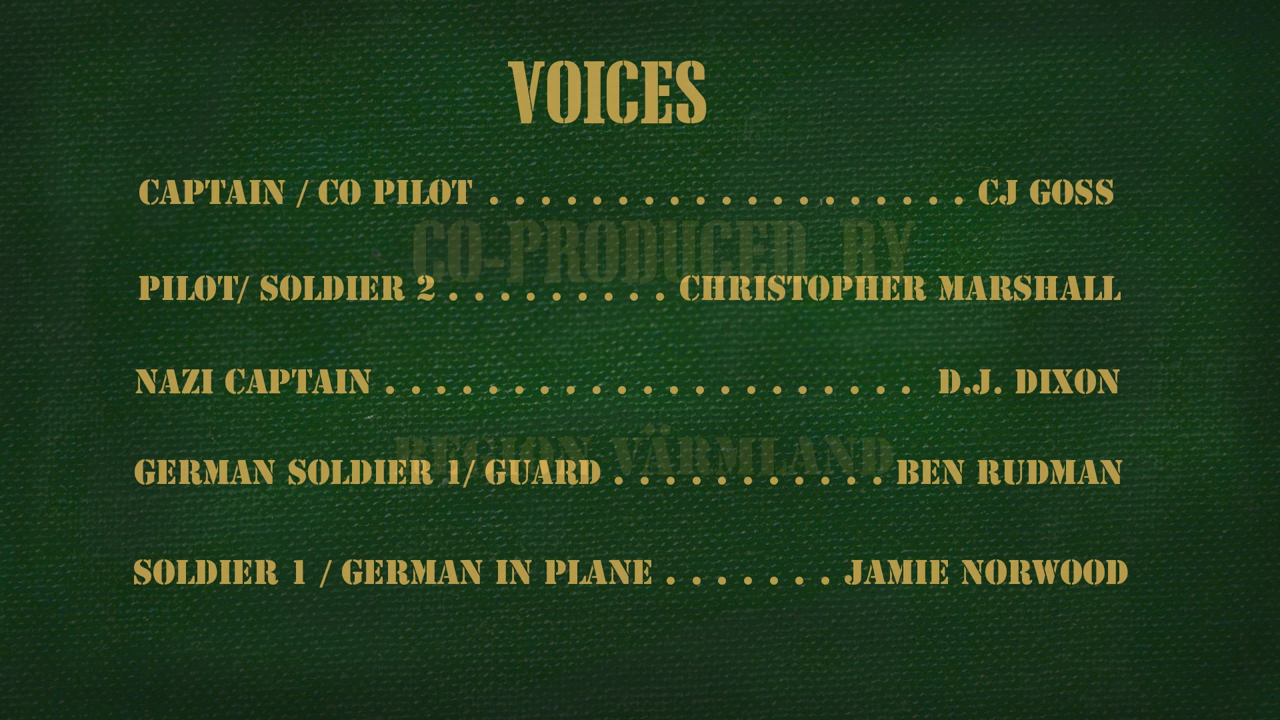 VOICES
CAPTAIN / CO PILOT . . . . . . . . . . . . . . . . . . . CJ GOSS
CO-PRODUCED BY
PILOT/ SOLDIER 2 . . . . . . . . . CHRISTOPHER MARSHALL
NAZI CAPTAIN . . . . . . . . . . . . . . . . . . . . . D.J. DIXON
REGION VÄRMLAND
GERMAN SOLDIER 1/ GUARD . . . . . . . . . . . BEN RUDMAN
SOLDIER 1 / GERMAN IN PLANE . . . . . . . JAMIE NORWOOD